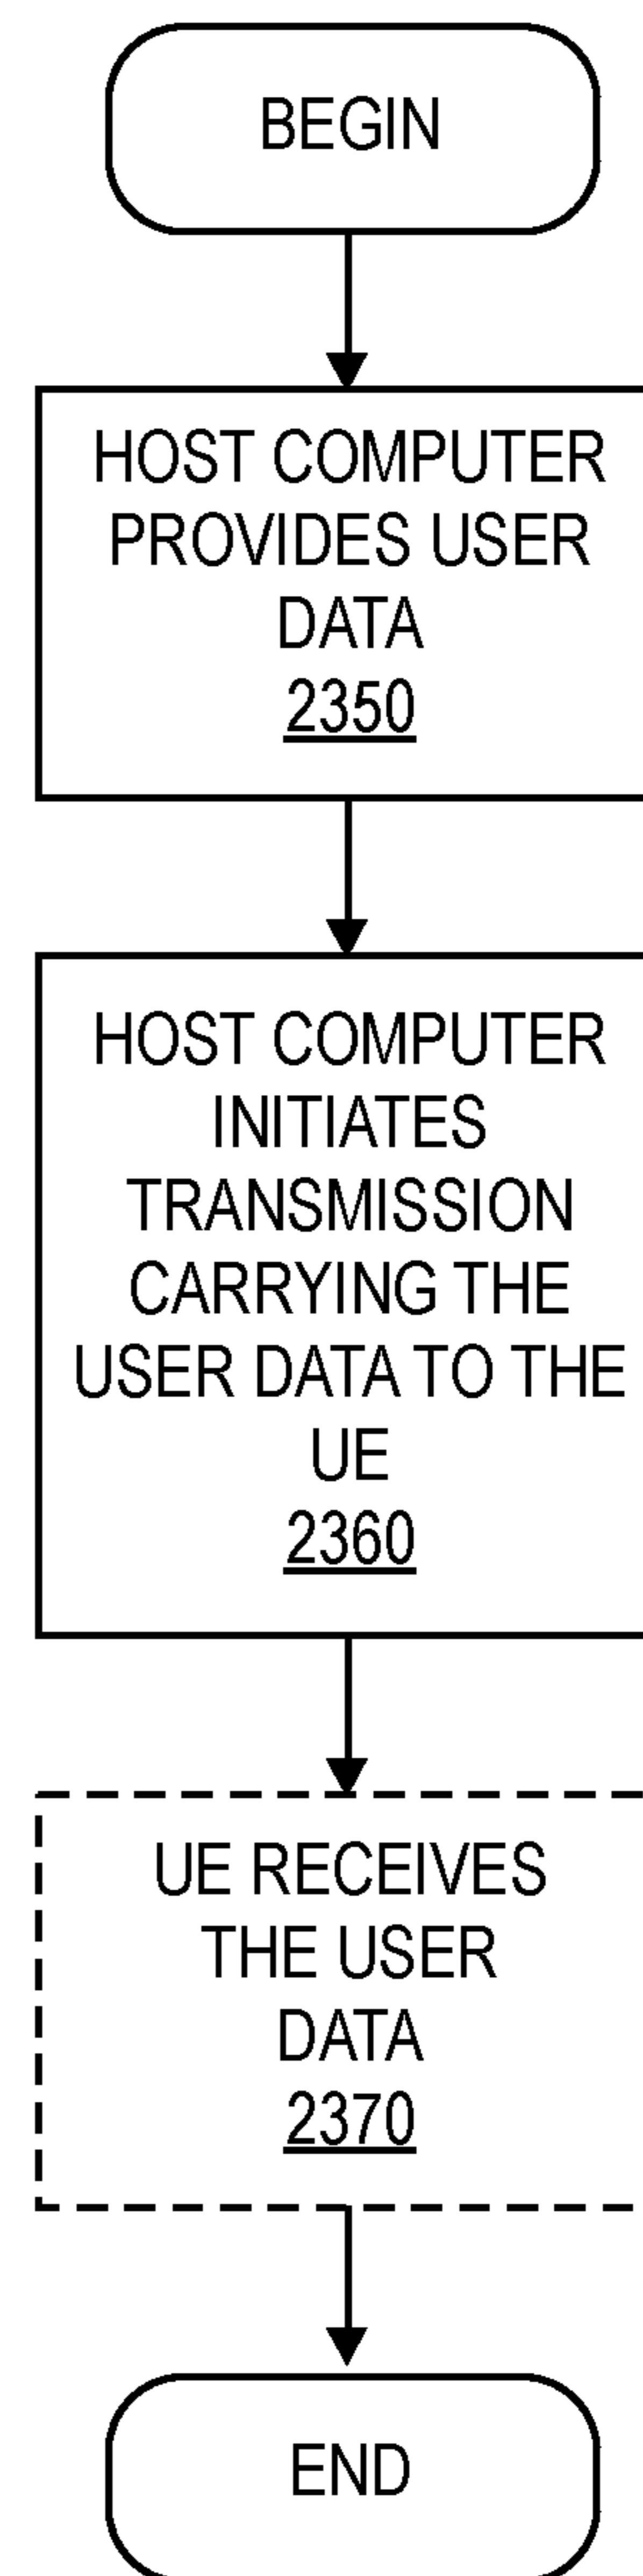 BEGIN
HOST COMPUTER
PROVIDES USER
DATA
2350
HOST COMPUTER
INITIATES
TRANSMISSION
CARRYING THE
USER DATA TO THE
UE
2360
UE RECEIVES
THE USER
DATA
2370
END